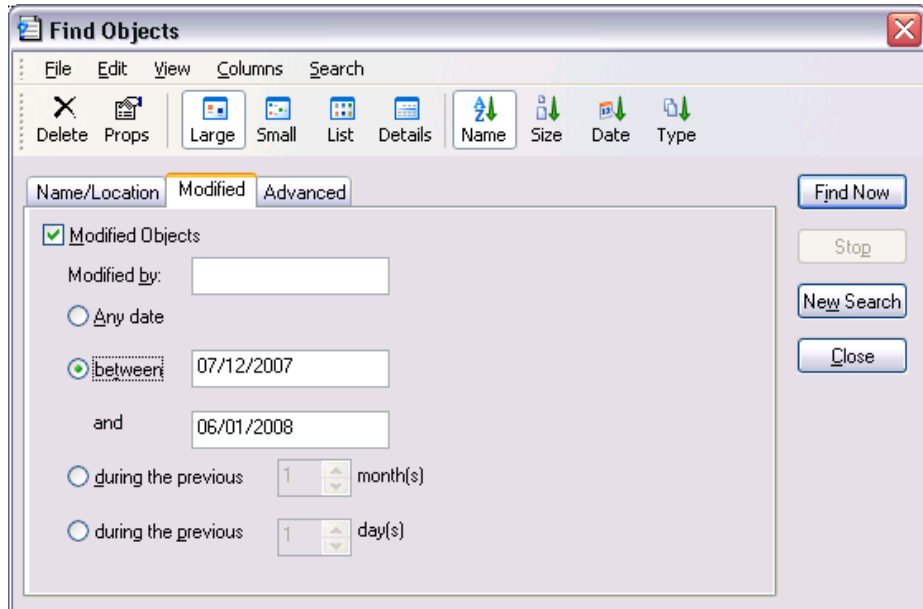 Find Objects
File Edit View Columns Search
Delete Props Large Small List Details Name Size Date Type
Name/Location Modified Advanced
Find Now
Modified Objects
Stop
Modified by:
New Search
Any date
Close
between 07/12/2007
and 06/01/2008
during the previous 1 month(s)
during the previous 1 day(s)